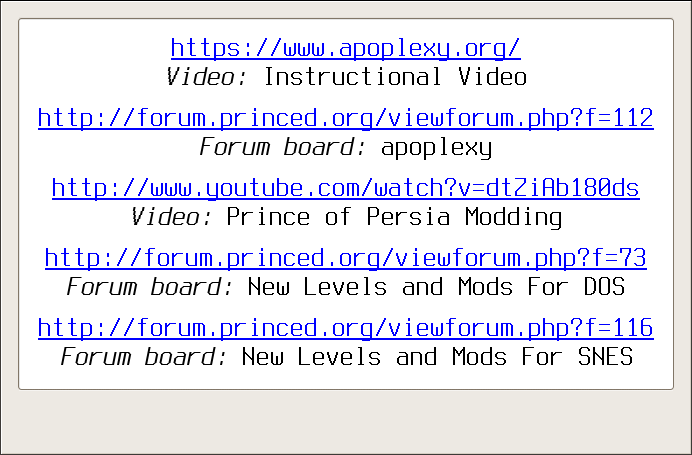 https://www.apoplexy.org/
Video: Instructional Video
http://forum.princed.org/viewforum.php?f=112
Forum board: apoplexy
http://www.youtube.com/watch?v=dtZiAb180ds
Video: Prince of Persia Modding
http://forum.princed.org/viewforum.php?f=73
Forum board: New Levels and Mods For DOS
http://forum.princed.org/viewforum.php?f=116
Forum board: New Levels and Mods For SNES